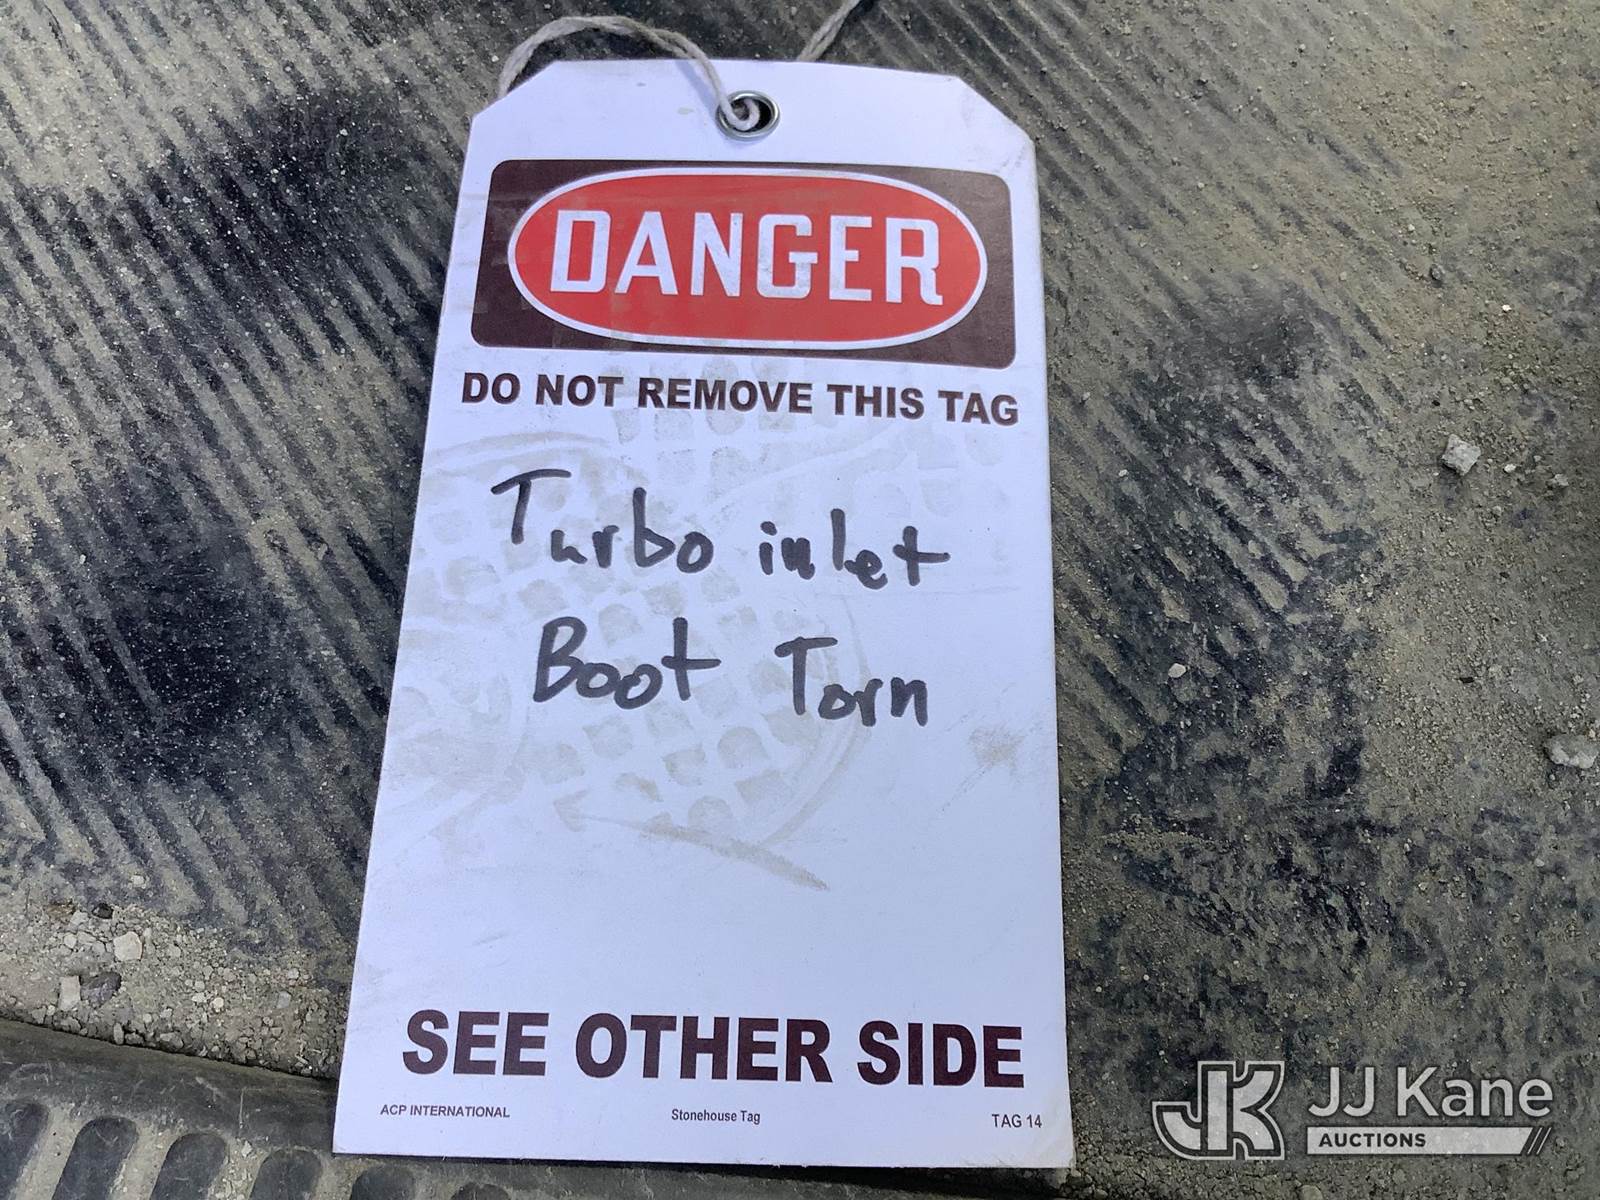 DANGER
DO NOT REMOVE THIS TAG
Turbo inlet
Boot Torn
SEE OTHER SIDE
ACP INTERNATIONAL Stonehouse Tag TAG 14
JK JJ Kane
AUCTIONS